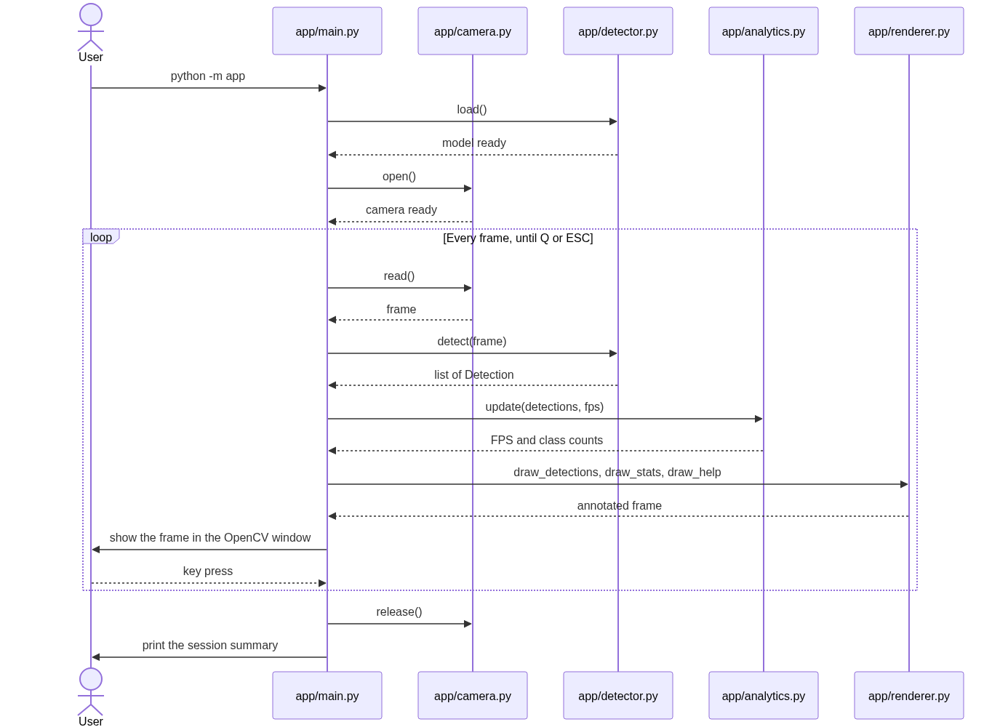 User
app/main.py
app/camera.py
app/detector.py
app/analytics.py
app/renderer.py
python -m app
load()
model ready
open()
camera ready
loop
[Every frame, until Q or ESC]
read()
frame
detect(frame)
list of Detection
update(detections, fps)
FPS and class counts
draw_detections, draw_stats, draw_help
annotated frame
show the frame in the OpenCV window
key press
release()
print the session summary
User
app/main.py
app/camera.py
app/detector.py
app/analytics.py
app/renderer.py